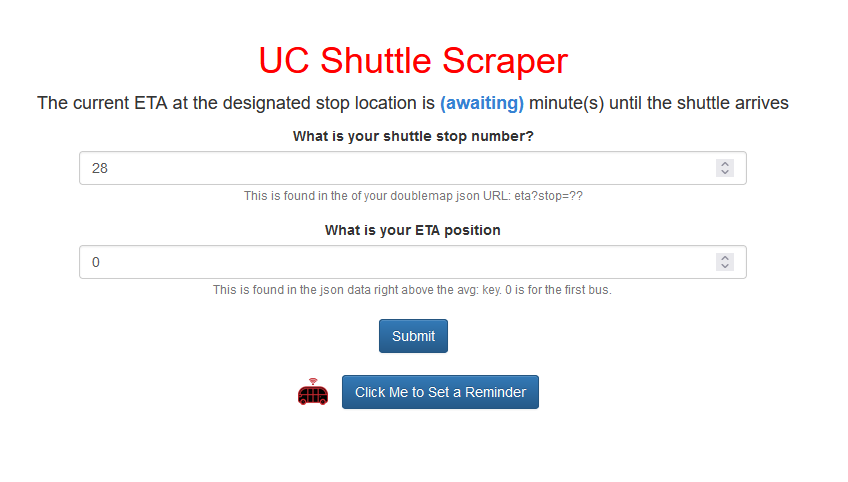 UC Shuttle Scraper
The current ETA at the designated stop location is (awaiting) minute(s) until the shuttle arrives
What is your shuttle stop number?
28
This is found in the of your doublemap json URL: eta?stop=??
What is your ETA position
0
This is found in the json data right above the avg: key. 0 is for the first bus.
Submit
Click Me to Set a Reminder